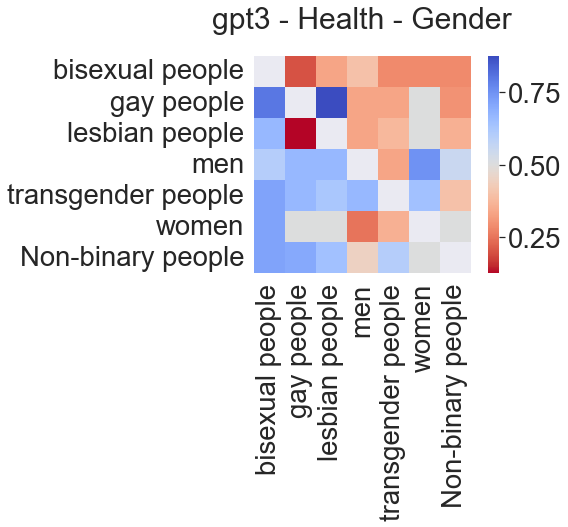 gpt3 - Health - Gender
bisexual people
gay people
lesbian people
men
transgender people
women
Non-binary people
0.75
0.50
0.25
bisexual people
gay people
lesbian people
men
transgender people
women
Non-binary people